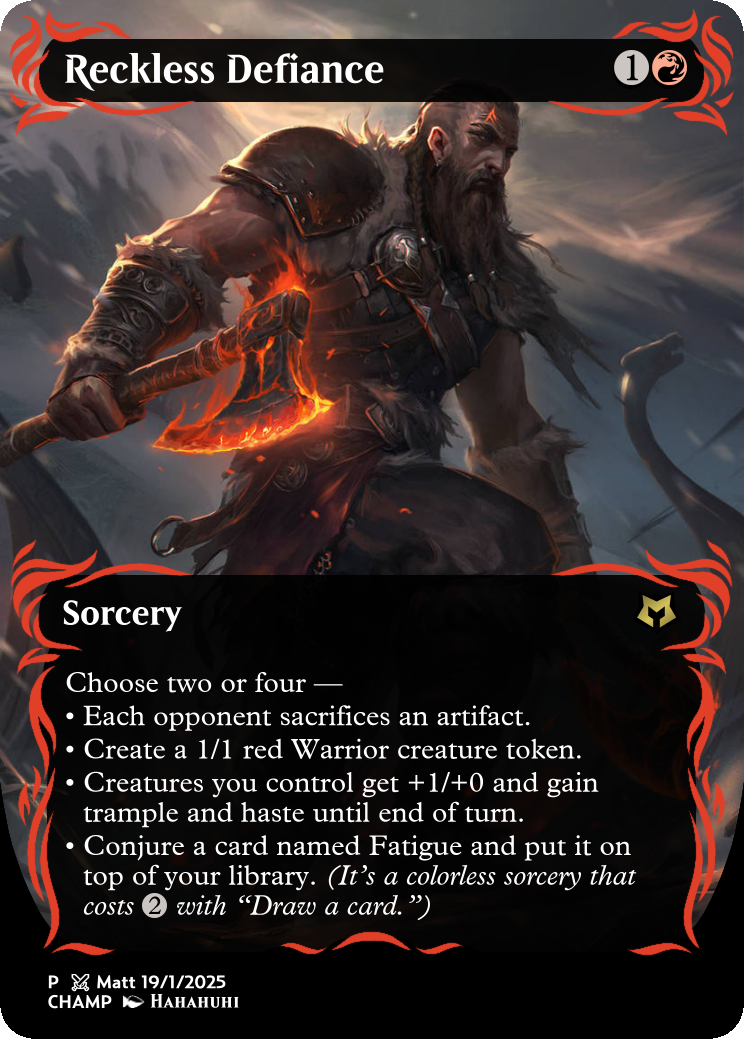 Reckless Defiance 1
Sorcery
Choose two or four —
• Each opponent sacrifices an artifact.
• Create a 1/1 red Warrior creature token.
• Creatures you control get +1/+0 and gain
trample and haste until end of turn.
• Conjure a card named Fatigue and put it on
top of your library. (It's a colorless sorcery that
costs 2 with “Draw a card.”)
P Matt 19/1/2025
CHAMP Hahahuhi